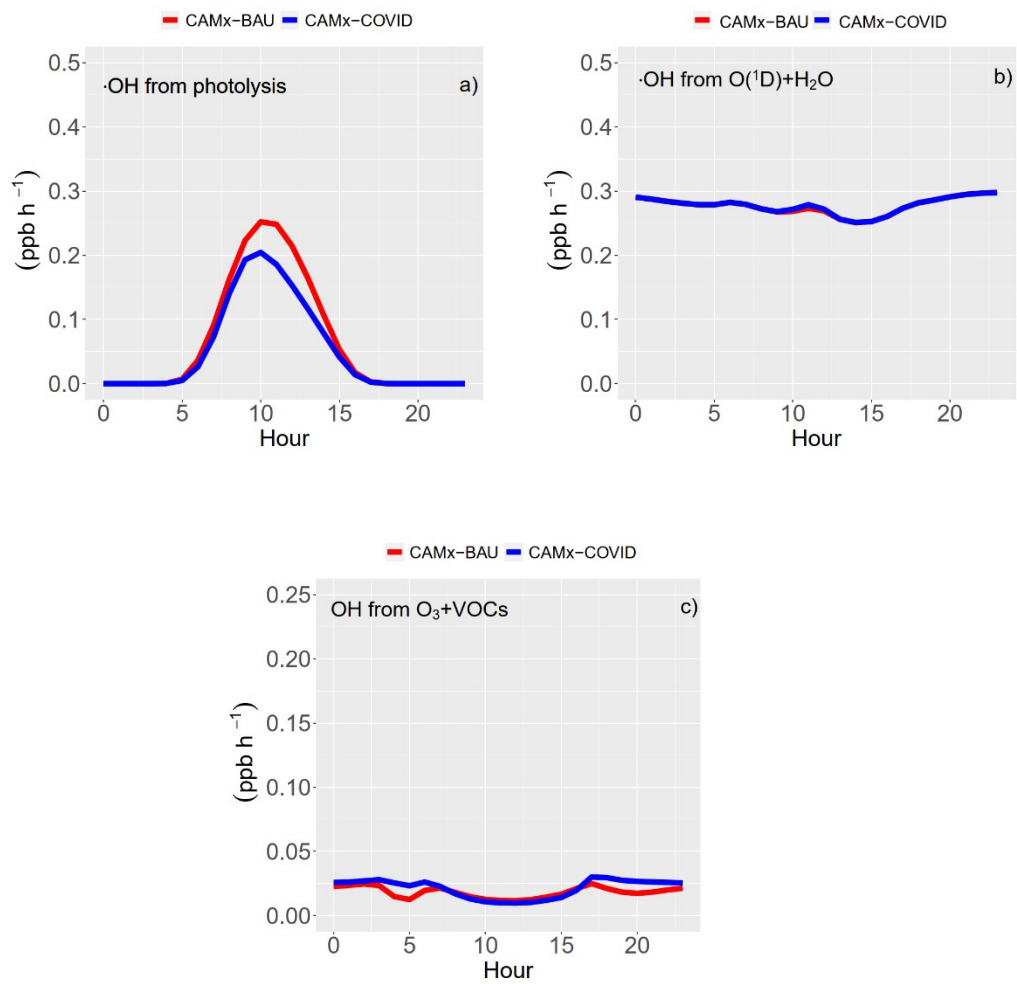 CAMx−BAU CAMx−COVID
·OH from photolysis a)
0.5
0.4
0.3
0.2
0.1
0.0
(ppb h⁻¹)
0 5 10 15 20
Hour
CAMx−BAU CAMx−COVID
·OH from O(¹D)+H₂O b)
0.5
0.4
0.3
0.2
0.1
0.0
(ppb h⁻¹)
0 5 10 15 20
Hour
CAMx−BAU CAMx−COVID
OH from O₃+VOCs c)
0.25
0.20
0.15
0.10
0.05
0.00
(ppb h⁻¹)
0 5 10 15 20
Hour